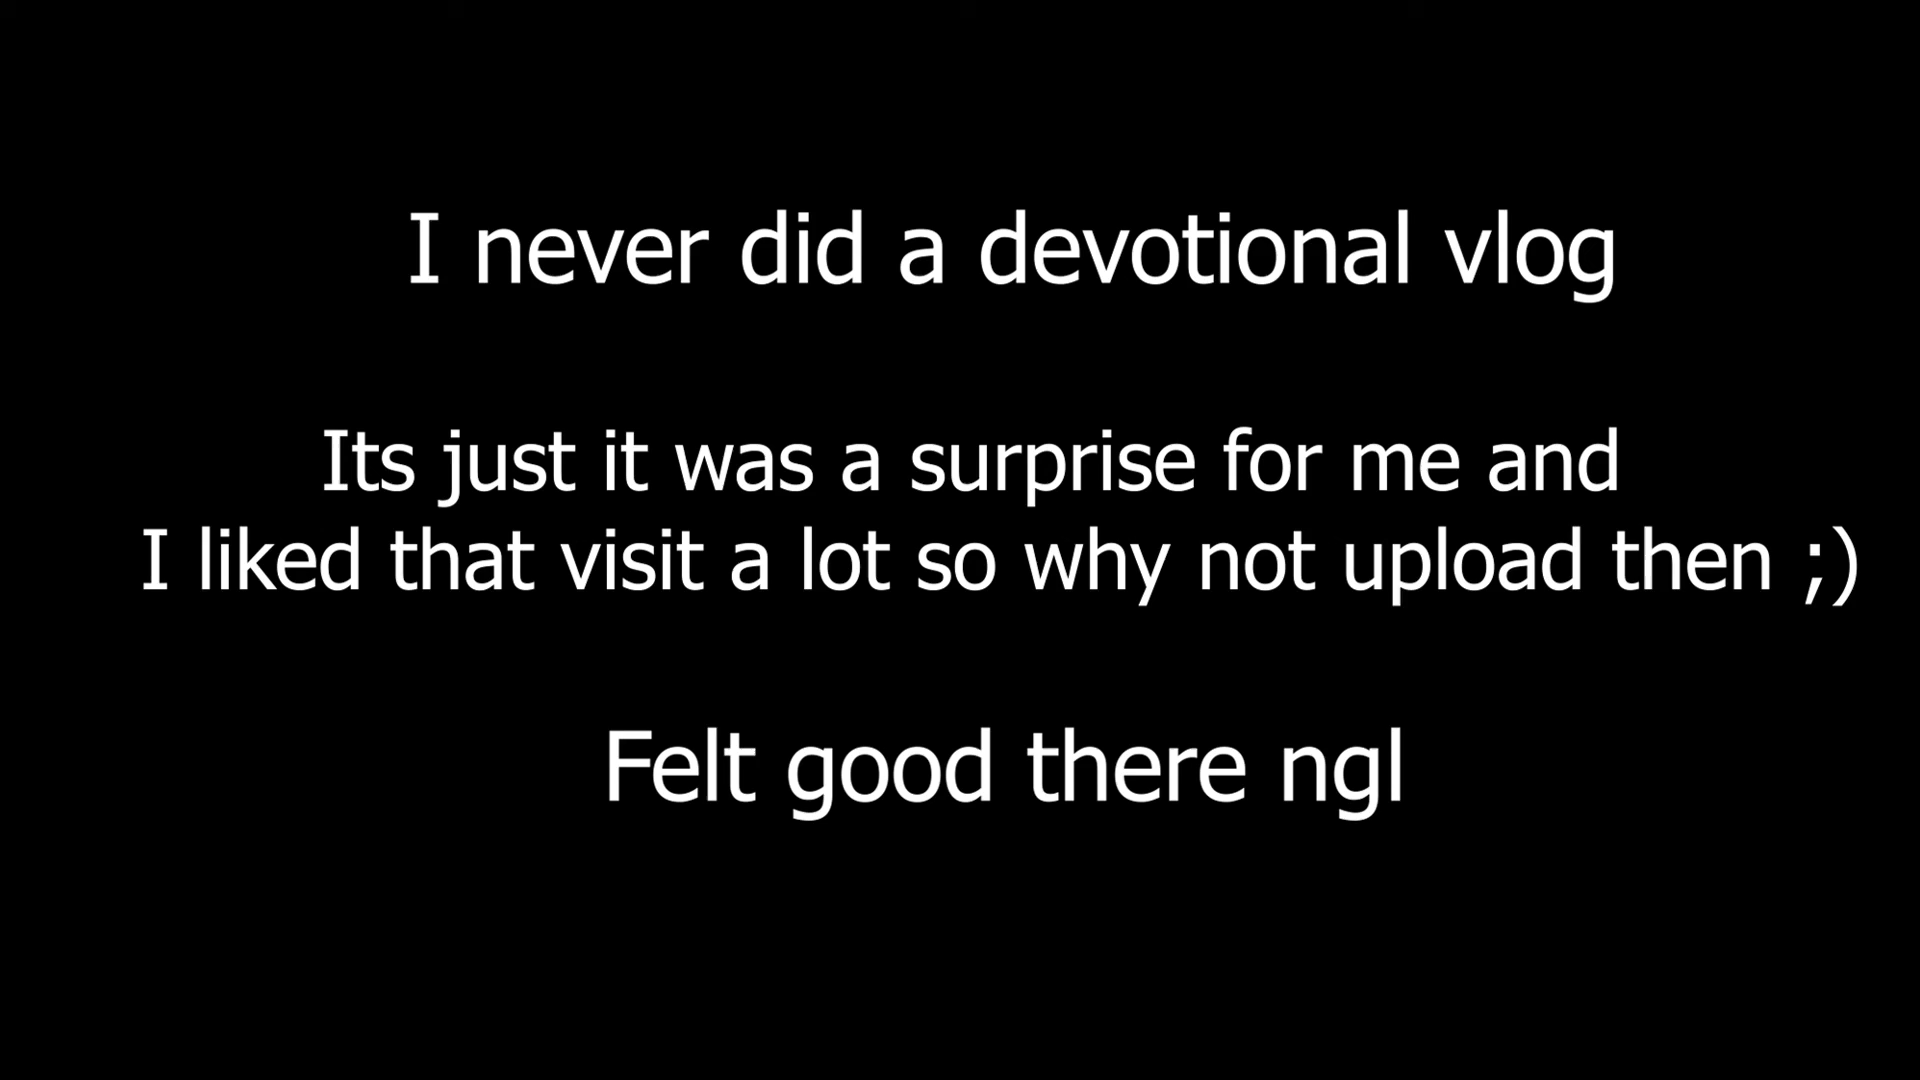 I never did a devotional vlog
Its just it was a surprise for me and
I liked that visit a lot so why not upload then ;)
Felt good there ngl